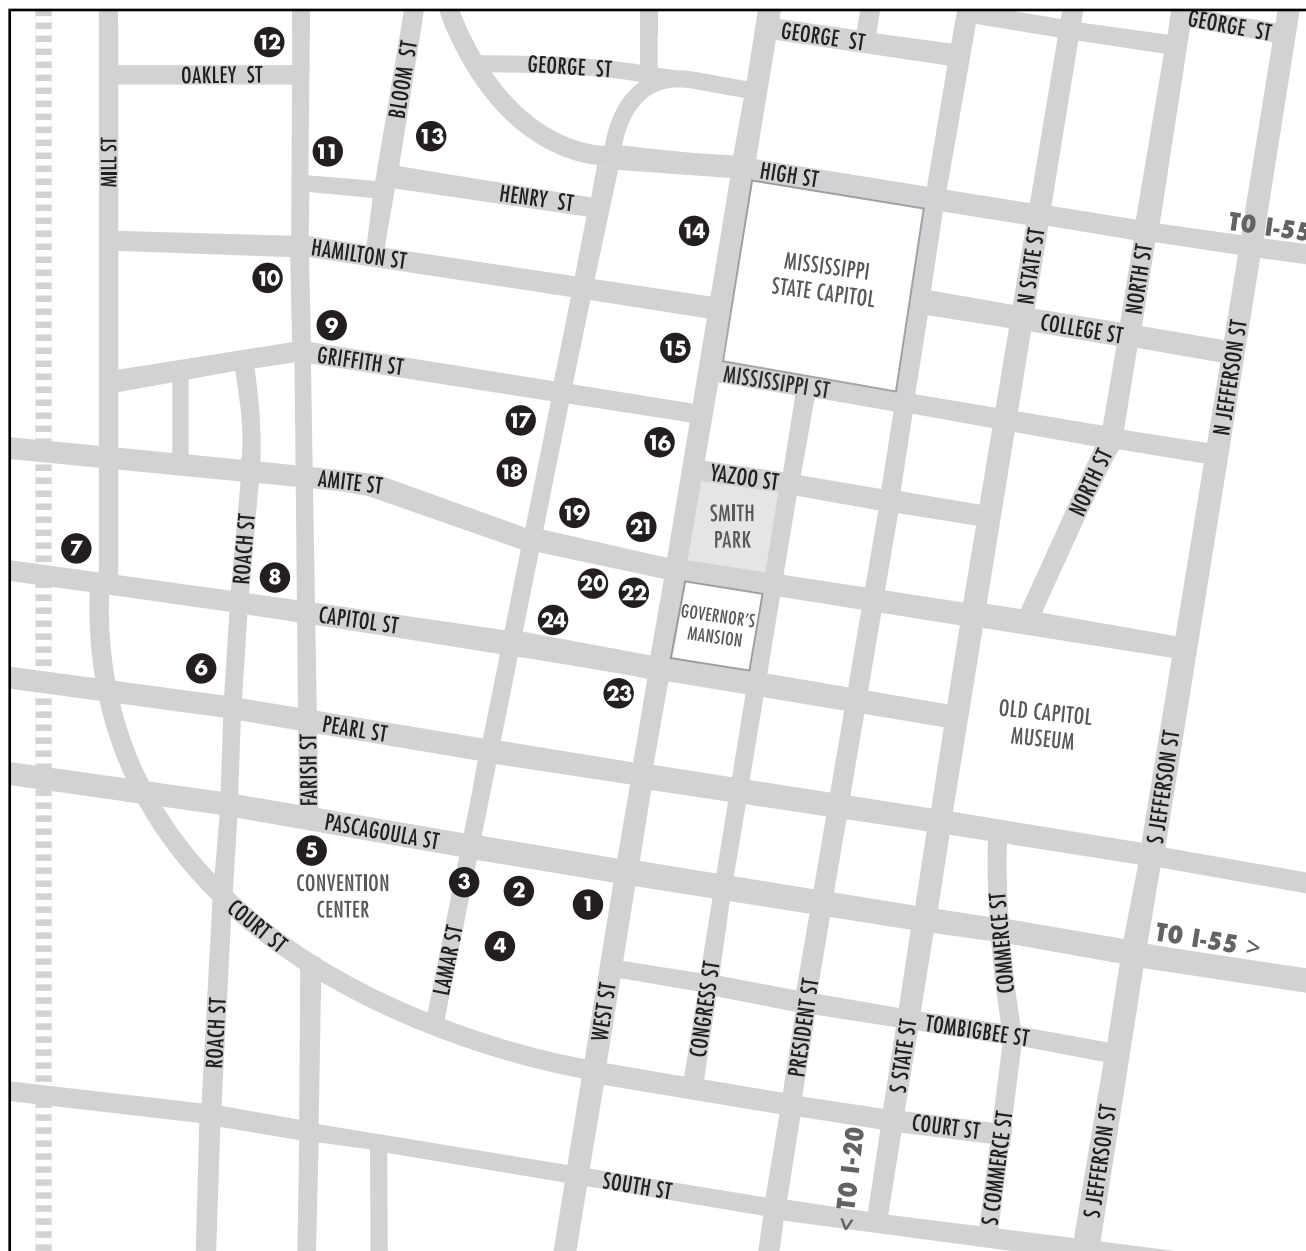 GEORGE ST
GEORGE ST
12
OAKLEY ST
GEORGE ST
BLOOM ST
13
11
MILL ST
HIGH ST
HENRY ST
14
TO I-55
HAMILTON ST
MISSISSIPPI
STATE CAPITOL
N STATE ST
NORTH ST
10
9
COLLEGE ST
15
GRIFFITH ST
N JEFFERSON ST
MISSISSIPPI ST
17
16
18
YAZOO ST
AMITE ST
NORTH ST
19
21
SMITH
PARK
7
ROACH ST
8
20
22
CAPITOL ST
24
GOVERNOR'S
MANSION
6
23
OLD CAPITOL
MUSEUM
PEARL ST
FARISH ST
S JEFFERSON ST
PASCAGOULA ST
5
CONVENTION
CENTER
3
2
1
COURT ST
4
LAMAR ST
COMMERCE ST
TO I-55 >
WEST ST
CONGRESS ST
PRESIDENT ST
ROACH ST
TOMBIGBEE ST
S STATE ST
COURT ST
S COMMERCE ST
S JEFFERSON ST
< TO I-20
SOUTH ST